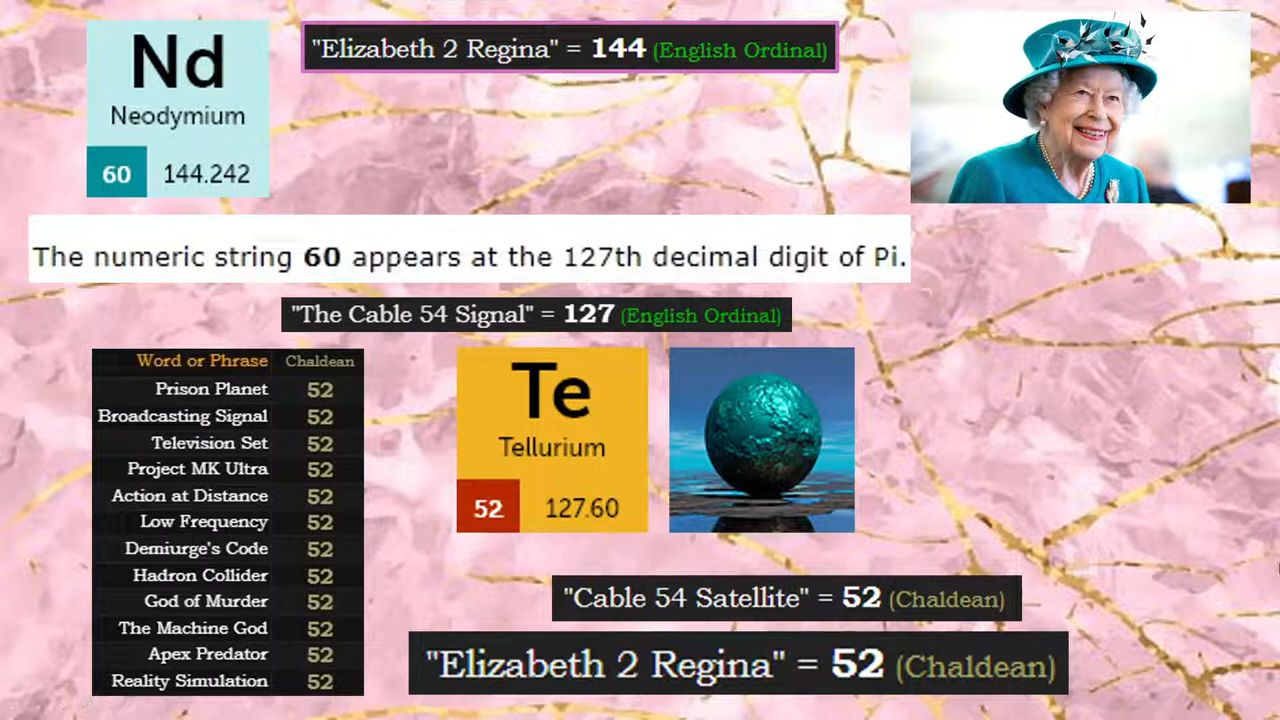 Nd
Neodymium
60 144.242
"Elizabeth 2 Regina" = 144 (English Ordinal)
The numeric string 60 appears at the 127th decimal digit of Pi.
"The Cable 54 Signal" = 127 (English Ordinal)
Word or Phrase Chaldean
Prison Planet 52
Broadcasting Signal 52
Television Set 52
Project MK Ultra 52
Action at Distance 52
Low Frequency 52
Demiurge's Code 52
Hadron Collider 52
God of Murder 52
The Machine God 52
Apex Predator 52
Reality Simulation 52
Te
Tellurium
52 127.60
"Cable 54 Satellite" = 52 (Chaldean)
"Elizabeth 2 Regina" = 52 (Chaldean)